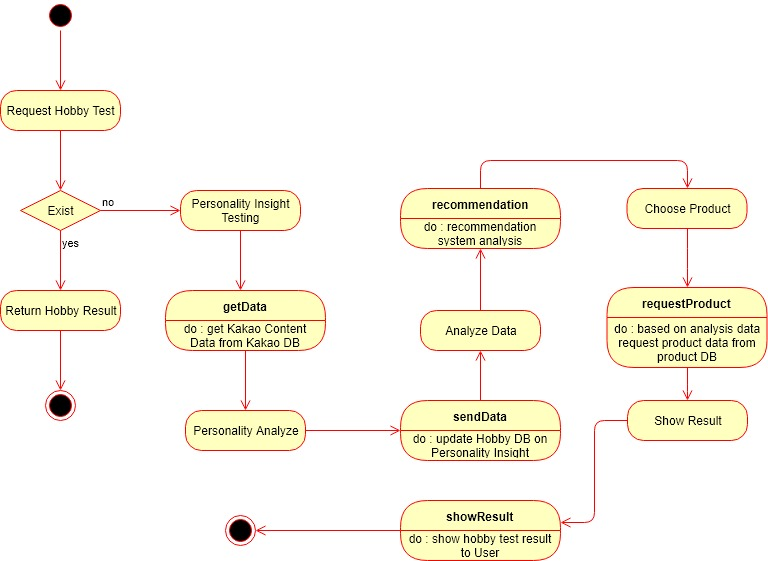 Request Hobby Test
Exist
no
yes
Return Hobby Result
Personality Insight
Testing
getData
do : get Kakao Content
Data from Kakao DB
Personality Analyze
sendData
do : update Hobby DB on
Personality Insight
Analyze Data
recommendation
do : recommendation
system analysis
Choose Product
requestProduct
do : based on analysis data
request product data from
product DB
Show Result
showResult
do : show hobby test result
to User